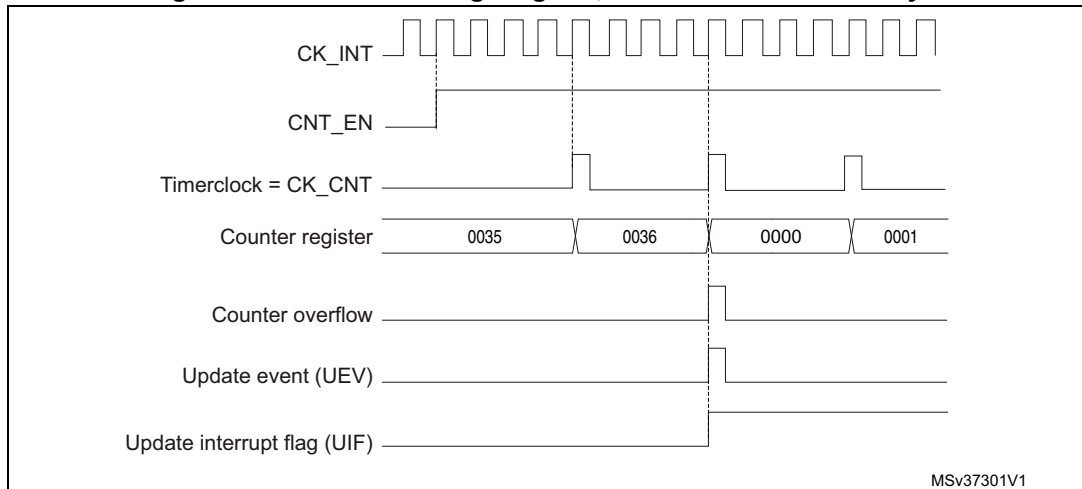 CK_INT
CNT_EN
Timerclock = CK_CNT
Counter register
0035
0036
0000
0001
Counter overflow
Update event (UEV)
Update interrupt flag (UIF)
MSv37301V1